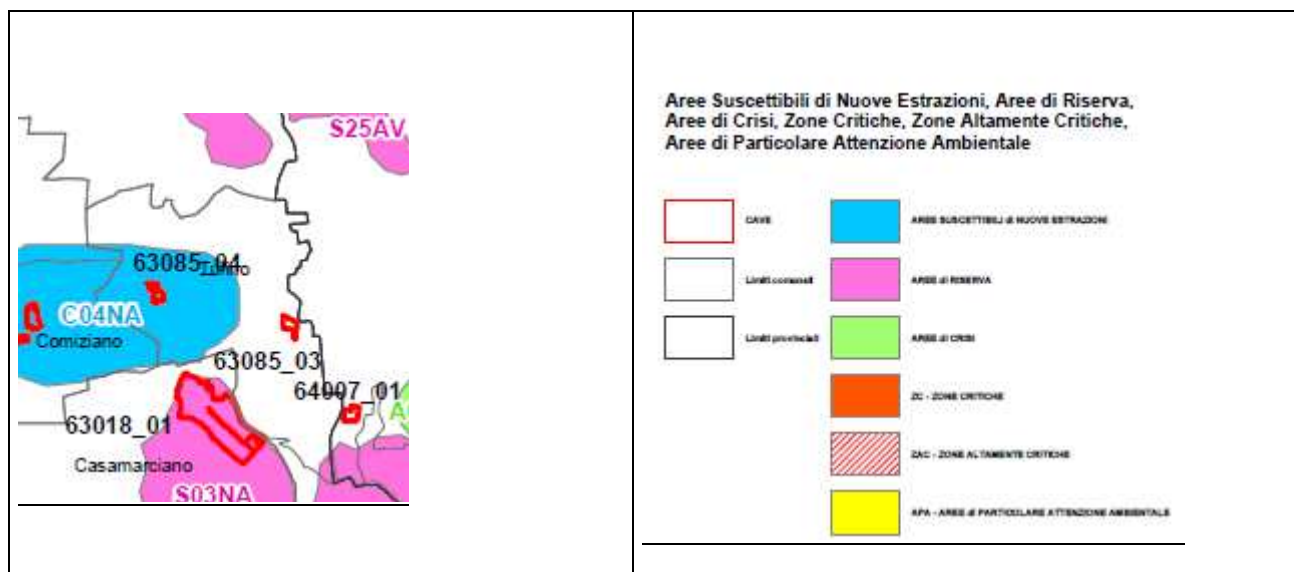 S25AV
63085_04
Tufino
C04NA
Comiziano
63085_03
64007_01
63018_01
Casamarciano
S03NA
Aree Suscettibili di Nuove Estrazioni, Aree di Riserva,
Aree di Crisi, Zone Critiche, Zone Altamente Critiche,
Aree di Particolare Attenzione Ambientale
CAVE
AREE SUSCETTIBILI di NUOVE ESTRAZIONI
Limiti comunali
AREE di RISERVA
Limiti provinciali
AREE di CRISI
ZC - ZONE CRITICHE
ZAC - ZONE ALTAMENTE CRITICHE
APA - AREE di PARTICOLARE ATTENZIONE AMBIENTALE